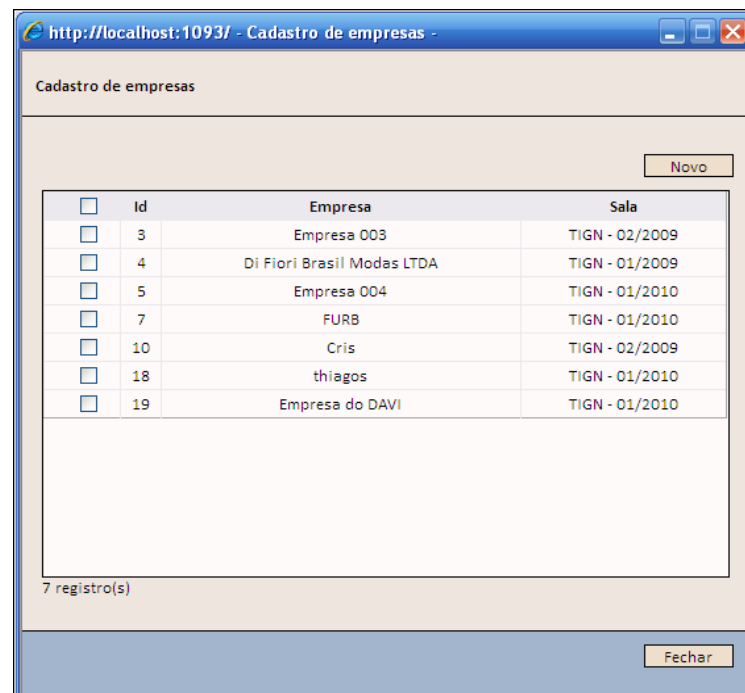 http://localhost:1093/ - Cadastro de empresas -
Cadastro de empresas
Novo
Id Empresa Sala
3 Empresa 003 TIGN - 02/2009
4 Di Fiori Brasil Modas LTDA TIGN - 01/2009
5 Empresa 004 TIGN - 01/2010
7 FURB TIGN - 01/2010
10 Cris TIGN - 02/2009
18 thiagos TIGN - 01/2010
19 Empresa do DAVI TIGN - 01/2010
7 registro(s)
Fechar